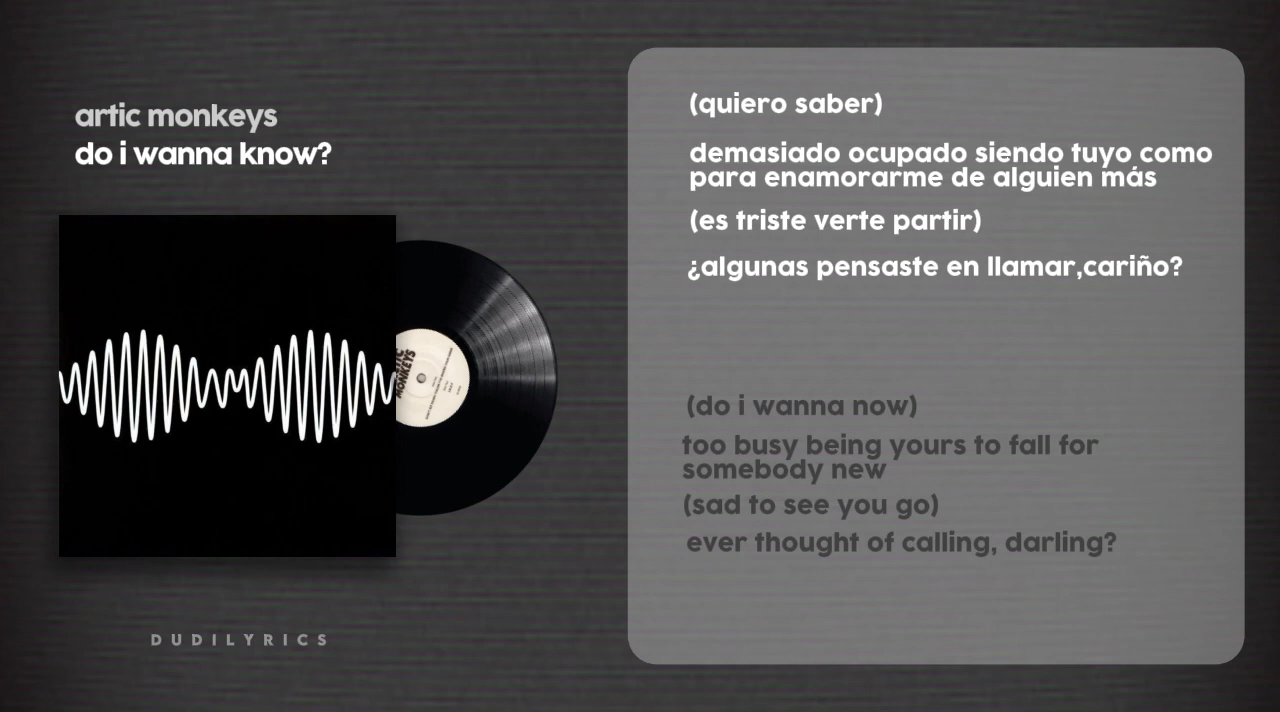 artic monkeys
do i wanna know?
MONKEYS
DUDILYRICS
(quiero saber)
demasiado ocupado siendo tuyo como
para enamorarme de alguien más
(es triste verte partir)
¿algunas pensaste en llamar,cariño?
(do i wanna now)
too busy being yours to fall for
somebody new
(sad to see you go)
ever thought of calling, darling?